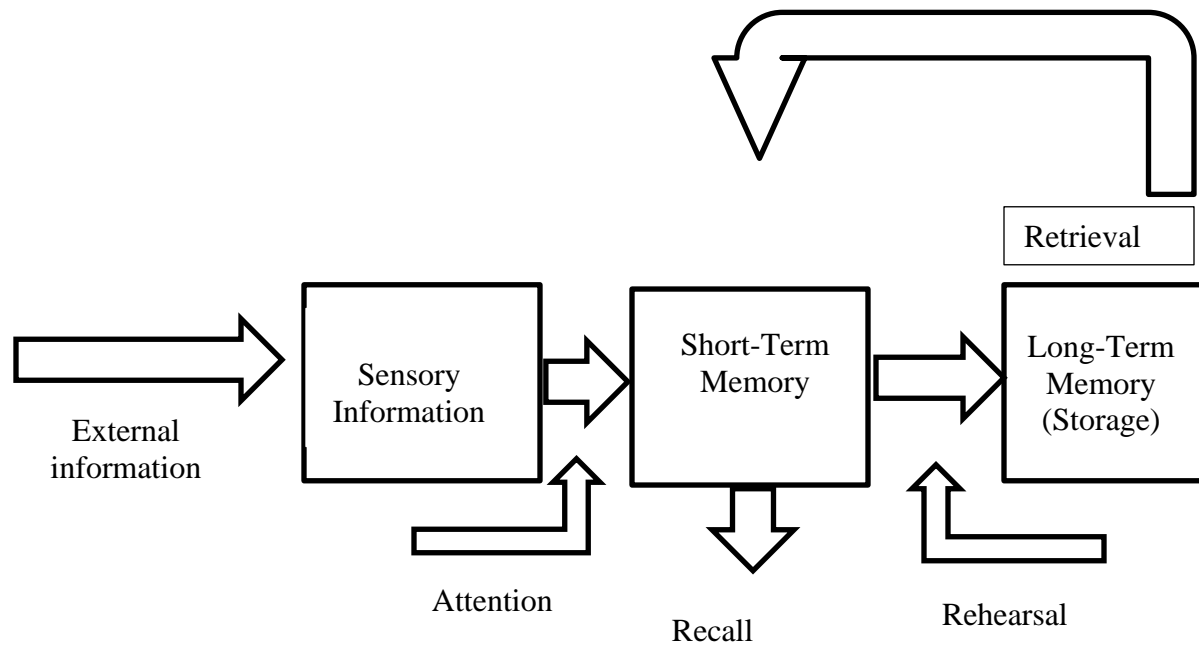 Retrieval
External
information
Sensory
Information
Short-Term
Memory
Long-Term
Memory
(Storage)
Attention
Recall
Rehearsal